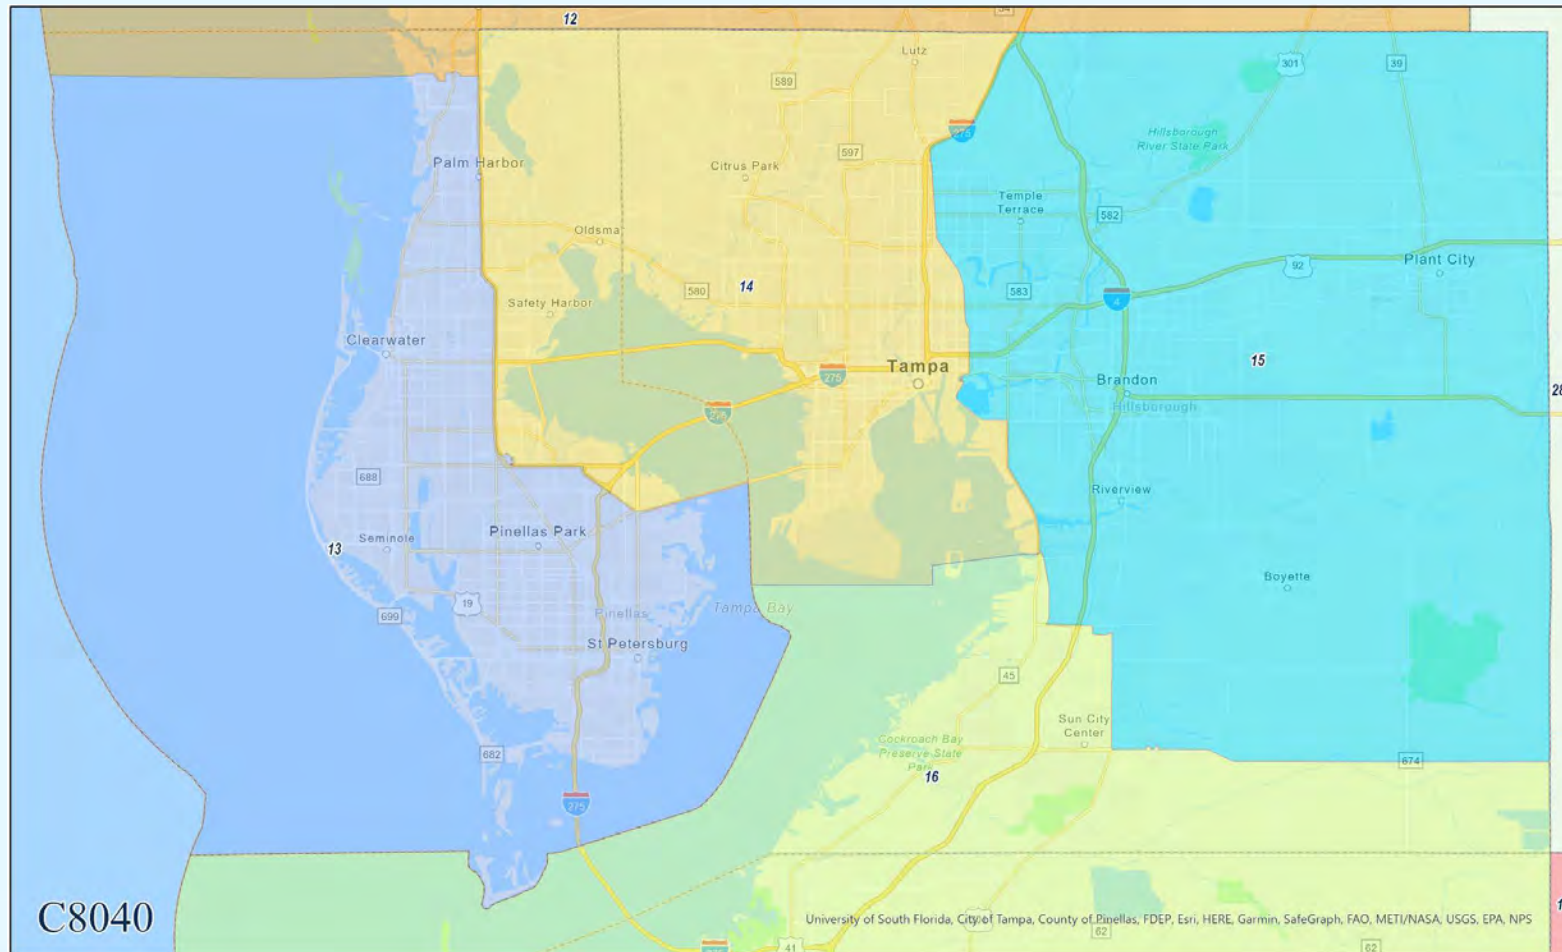 12
54
Lutz
589
301
39
275
Hillsborough
River State Park
597
Palm Harbor
Citrus Park
Temple
Terrace
582
Oldsma
Plant City
92
14
580
583
Safety Harbor
4
Clearwater
15
Tampa
275
Brandon
28
Hillsborough
275
688
Riverview
Pinellas Park
Seminole
13
Boyette
19
Tampa Bay
699
Pinellas
St Petersburg
45
Sun City
Center
Cockroach Bay
Preserve State
Park
682
674
16
275
C8040
University of South Florida, City of Tampa, County of Pinellas, FDEP, Esri, HERE, Garmin, SafeGraph, FAO, METI/NASA, USGS, EPA, NPS
62
41
62